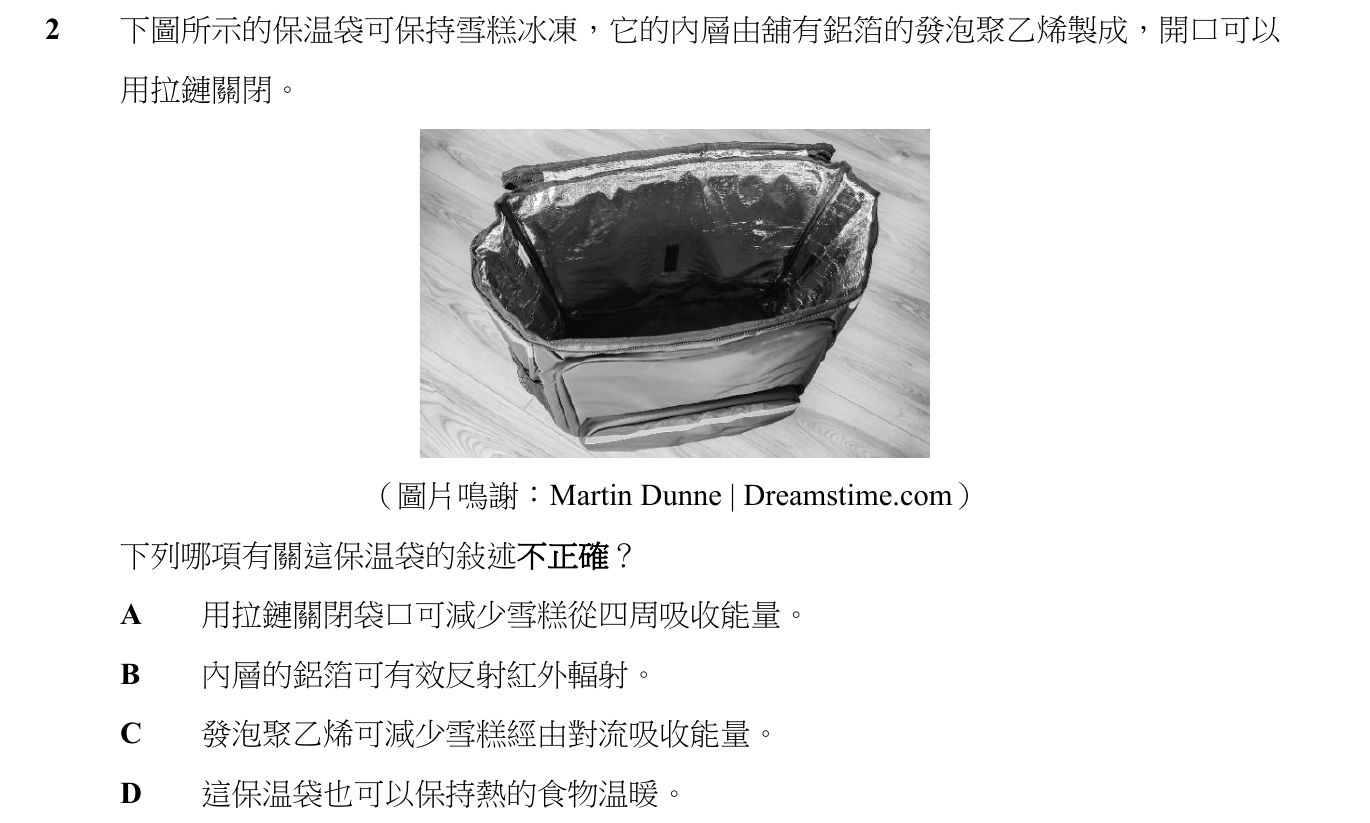 2 下圖所示的保温袋可保持雪糕冰凍，它的內層由舖有鋁箔的發泡聚乙烯製成，開口可以
用拉鏈關閉。
（圖片鳴謝：Martin Dunne | Dreamstime.com）
下列哪項有關這保温袋的敍述不正確？
A 用拉鏈關閉袋口可減少雪糕從四周吸收能量。
B 內層的鋁箔可有效反射紅外輻射。
C 發泡聚乙烯可減少雪糕經由對流吸收能量。
D 這保温袋也可以保持熱的食物温暖。